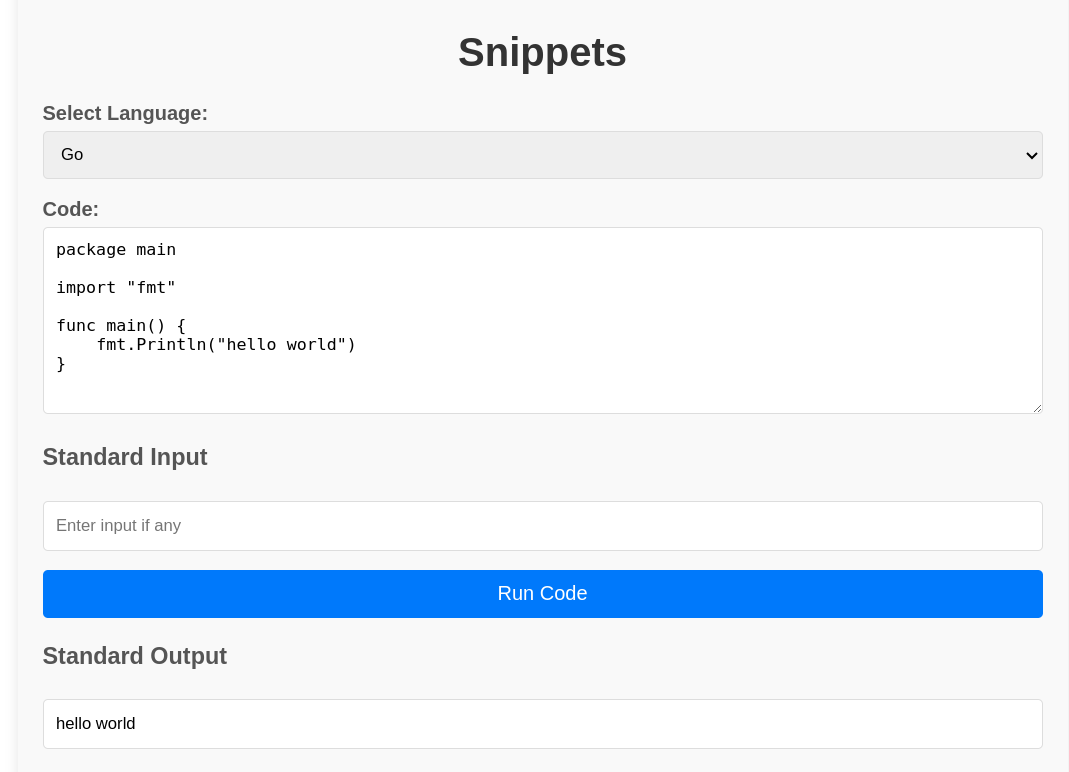 Snippets
Select Language:
Go
Code:
package main

import "fmt"

func main() {
    fmt.Println("hello world")
}
Standard Input
Enter input if any
Run Code
Standard Output
hello world